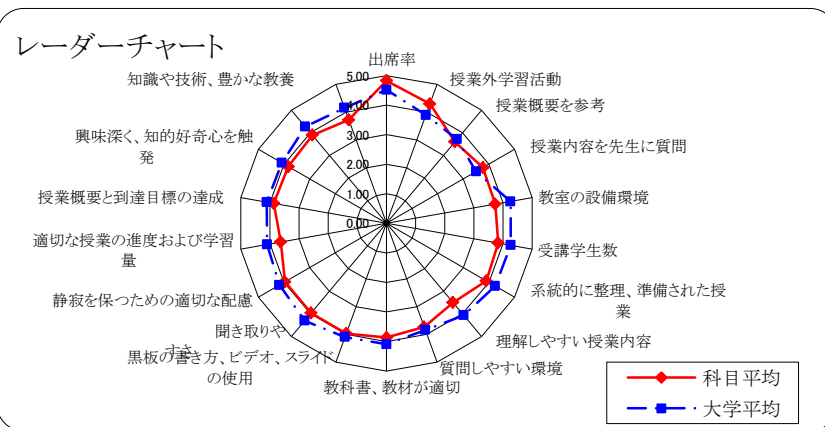 レーダーチャート
出席率
授業外学習活動
授業概要を参考
授業内容を先生に質問
教室の設備環境
受講学生数
系統的に整理、準備された授
業
理解しやすい授業内容
質問しやすい環境
教科書、教材が適切
黒板の書き方、ビデオ、スライド
の使用
聞き取りや
すさ
静寂を保つための適切な配慮
適切な授業の進度および学習
量
授業概要と到達目標の達成
興味深く、知的好奇心を触
発
知識や技術、豊かな教養
5.00
4.00
3.00
2.00
1.00
0.00
科目平均
大学平均